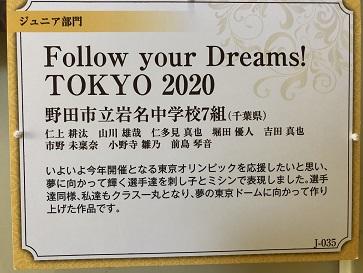 ジュニア部門
Follow your Dreams!
TOKYO 2020
野田市立岩名中学校7組(千葉県)
仁上 耕汰 山川 雄哉 仁多見 真也 堀田 優人 吉田 真也
市野 未稟奈 小野寺 雛乃 前島 琴音
いよいよ今年開催となる東京オリンピックを応援したいと思い、
夢に向かって輝く選手達を刺し子とミシンで表現しました。選手
達同様、私達もクラス一丸となり、夢の東京ドームに向かって作り
上げた作品です。
J-035